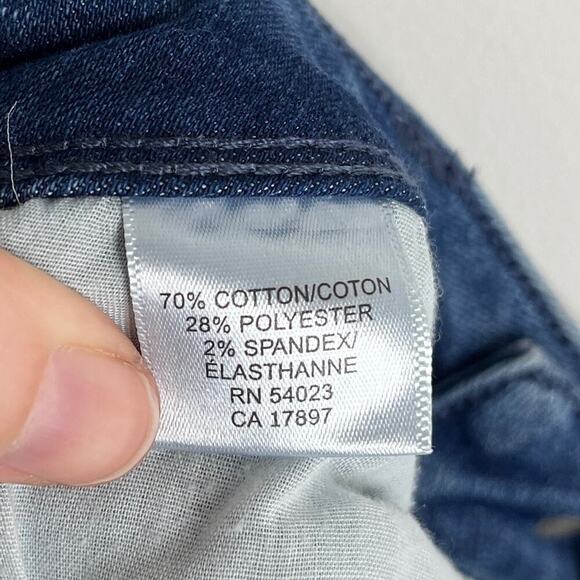 70% COTTON/COTON
28% POLYESTER
2% SPANDEX/
ÉLASTHANNE
RN 54023
CA 17897